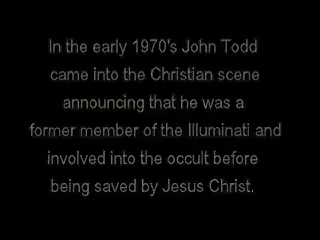 In the early 1970's John Todd
came into the Christian scene
announcing that he was a
former member of the Illuminati and
involved into the occult before
being saved by Jesus Christ.